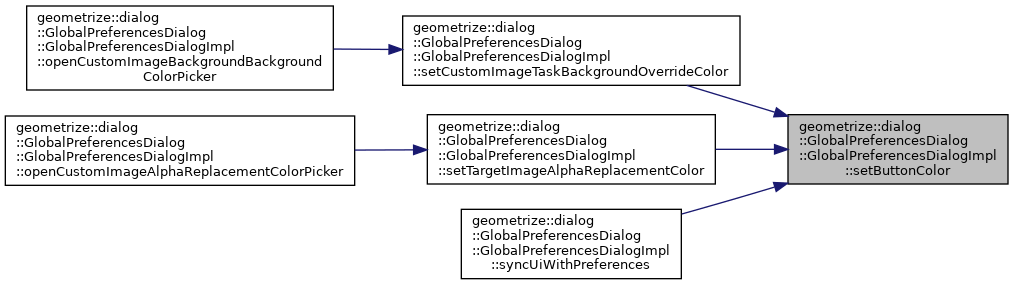 geometrize::dialog
::GlobalPreferencesDialog
::GlobalPreferencesDialogImpl
::openCustomImageBackgroundBackground
ColorPicker
geometrize::dialog
::GlobalPreferencesDialog
::GlobalPreferencesDialogImpl
::setCustomImageTaskBackgroundOverrideColor
geometrize::dialog
::GlobalPreferencesDialog
::GlobalPreferencesDialogImpl
::openCustomImageAlphaReplacementColorPicker
geometrize::dialog
::GlobalPreferencesDialog
::GlobalPreferencesDialogImpl
::setTargetImageAlphaReplacementColor
geometrize::dialog
::GlobalPreferencesDialog
::GlobalPreferencesDialogImpl
::setButtonColor
geometrize::dialog
::GlobalPreferencesDialog
::GlobalPreferencesDialogImpl
::syncUiWithPreferences